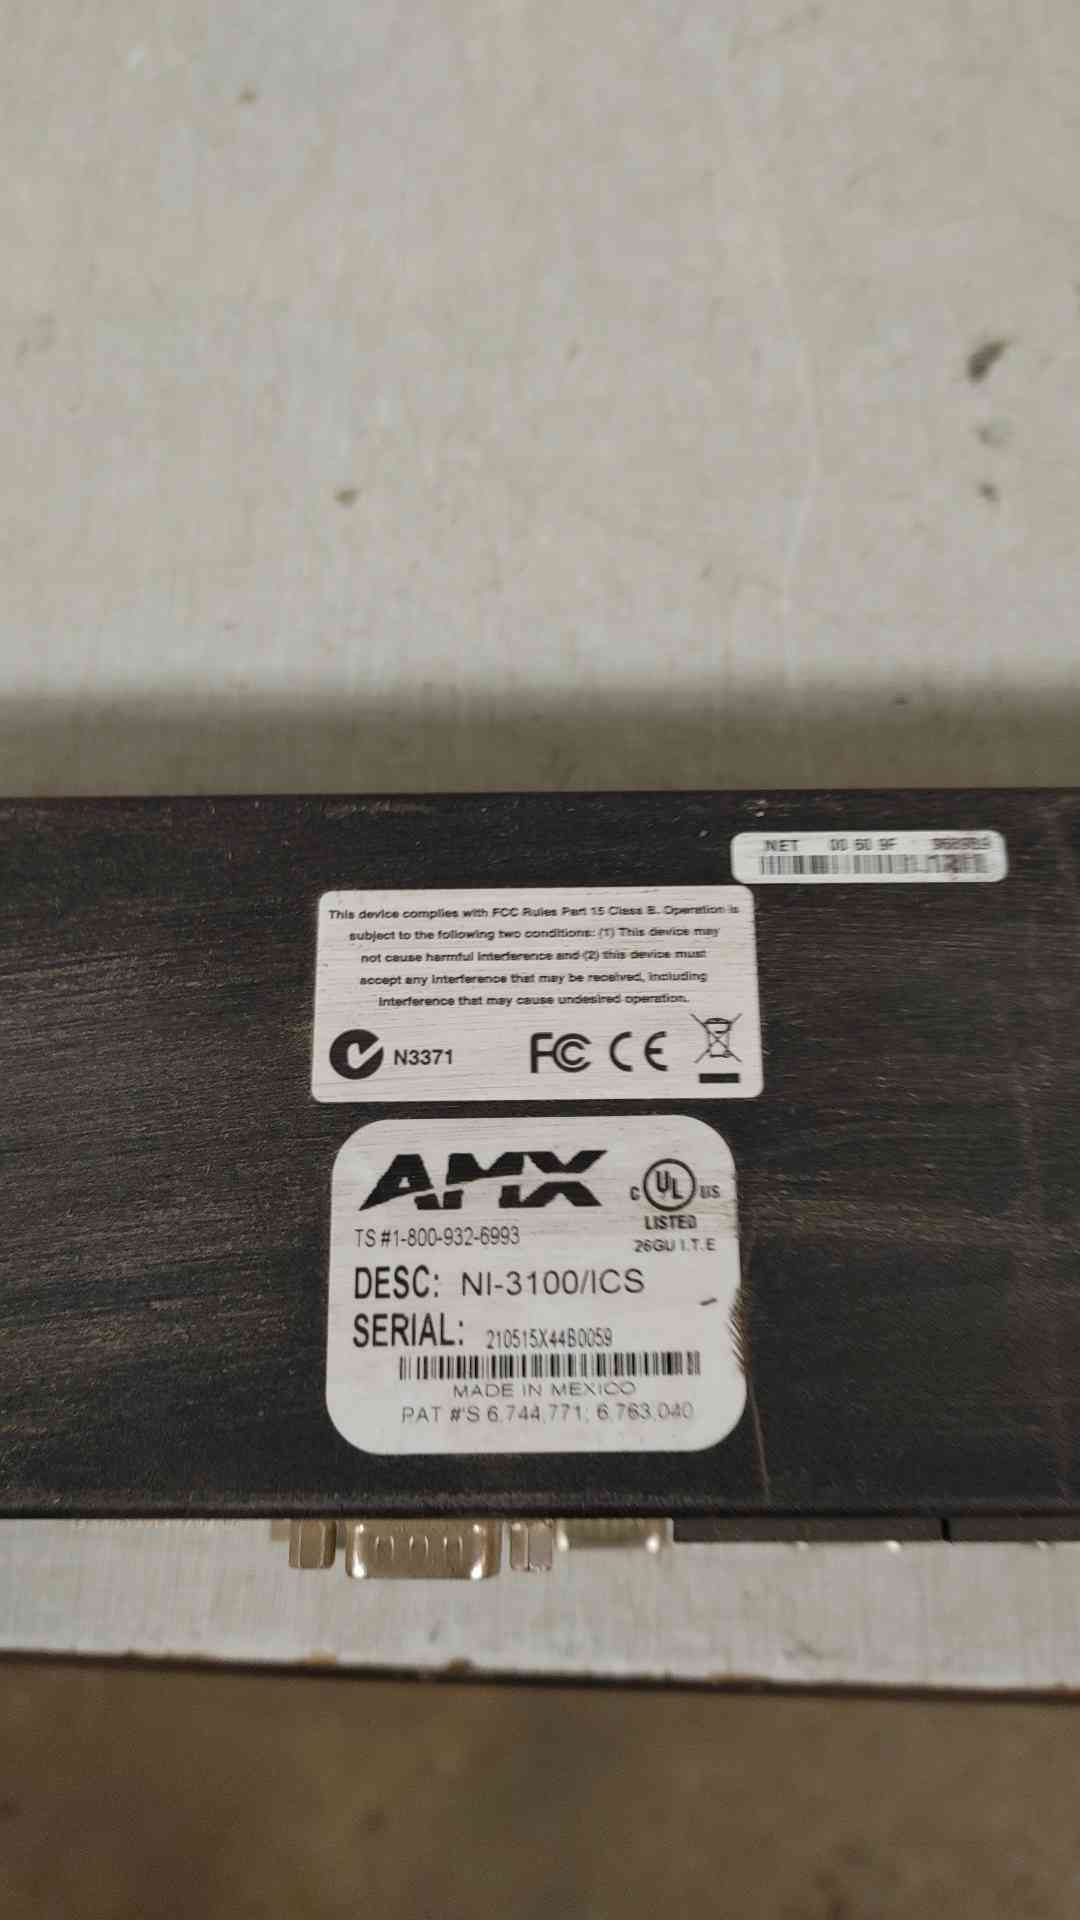 NET 00 60 9F
This device complies with FCC Rules Part 15 Class B. Operation is
subject to the following two conditions: (1) This device may
not cause harmful interference and (2) this device must
accept any interference that may be received, including
interference that may cause undesired operation.
N3371 FC CE
AMX
C UL US
LISTED
TS #1-800-932-6993
26GU I.T.E
DESC: NI-3100/ICS
SERIAL: 210515X44B0059
MADE IN MEXICO
PAT #'S 6,744,771; 6,763,040